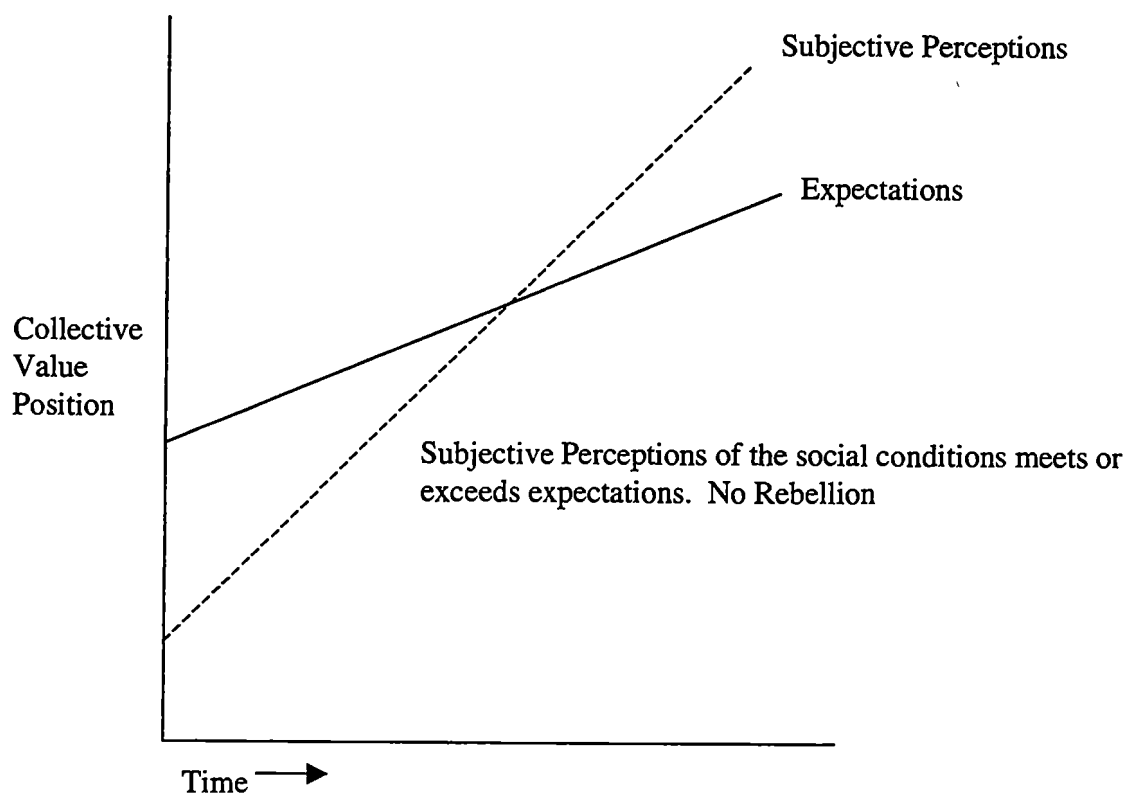 Subjective Perceptions
Expectations
Collective
Value
Position
Subjective Perceptions of the social conditions meets or
exceeds expectations. No Rebellion
Time